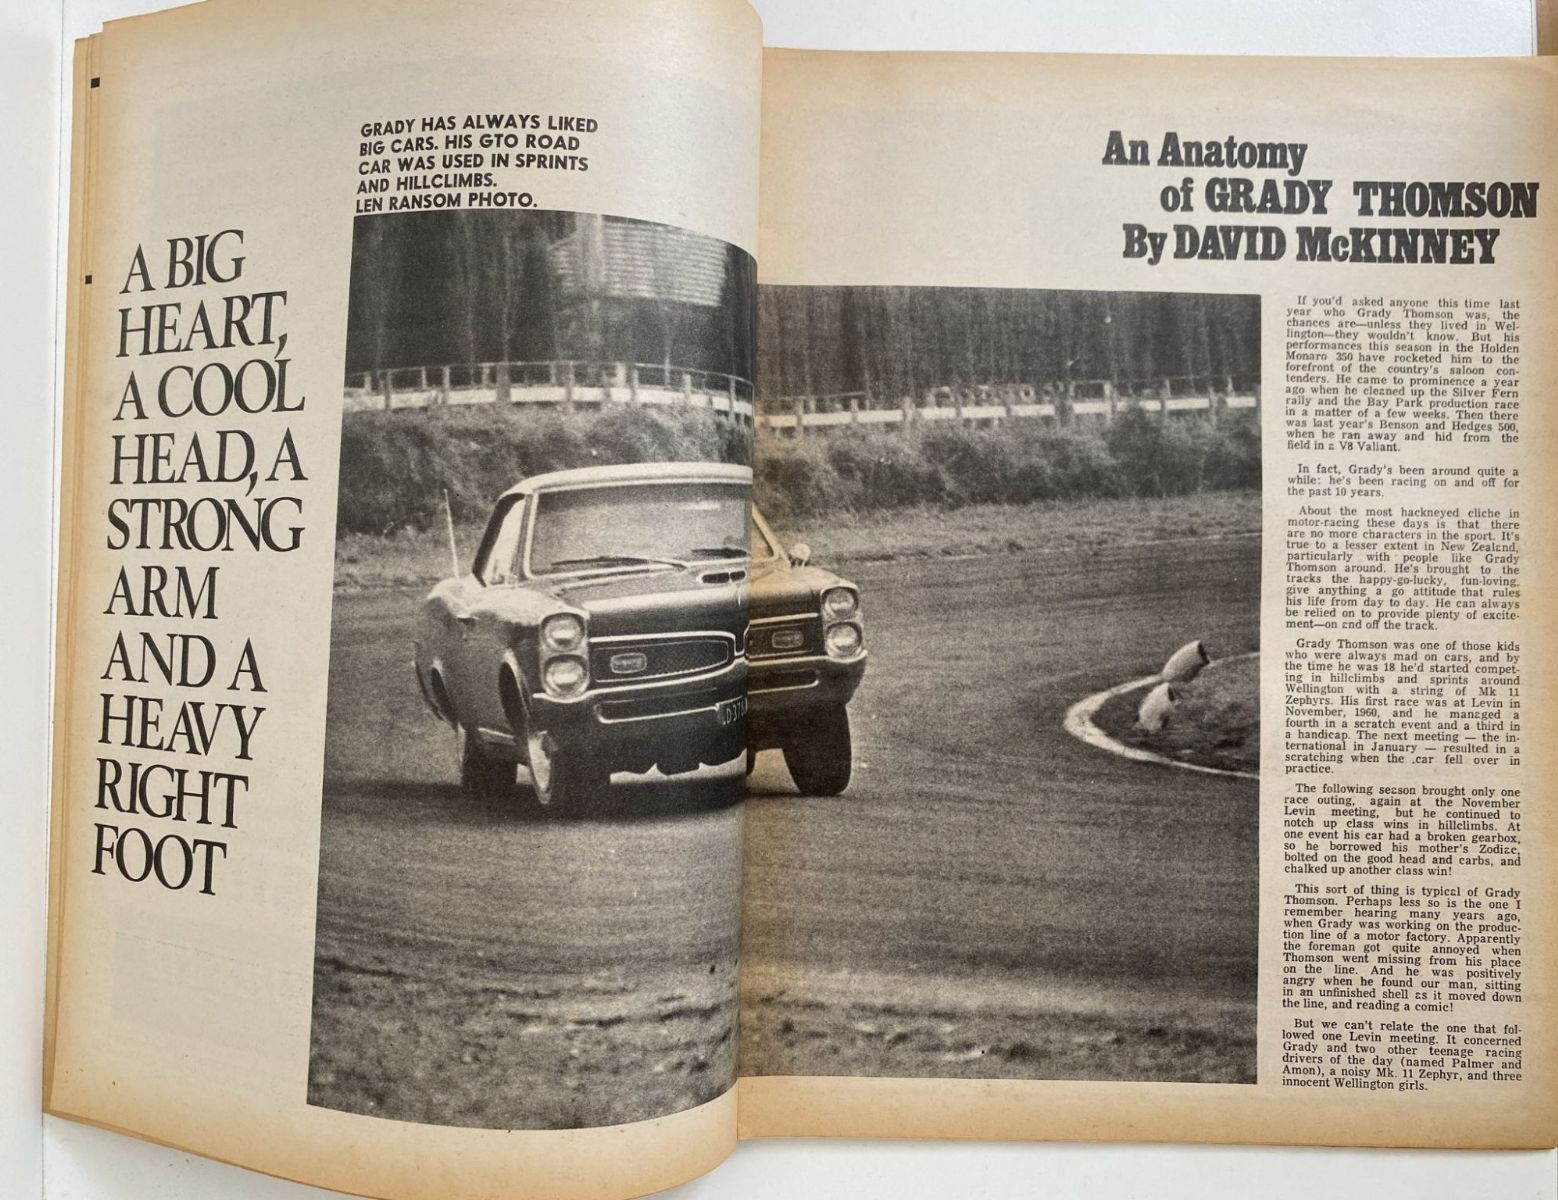 GRADY HAS ALWAYS LIKED
BIG CARS. HIS GTO ROAD
CAR WAS USED IN SPRINTS
AND HILLCLIMBS.
LEN RANSOM PHOTO.
A BIG
HEART,
A COOL
HEAD, A
STRONG
ARM
AND A
HEAVY
RIGHT
FOOT
An Anatomy
of GRADY THOMSON
By DAVID McKINNEY
If you'd asked anyone this time last
year who Grady Thomson was, the
chances are—unless they lived in Wel-
lington—they wouldn't know. But his
performances this season in the Holden
Monaro 350 have rocketed him to the
forefront of the country's saloon con-
tenders. He came to prominence a year
ago when he cleaned up the Silver Fern
rally and the Bay Park production race
in a matter of a few weeks. Then there
was last year's Benson and Hedges 500,
when he ran away and hid from the
field in a V8 Valiant.
In fact, Grady's been around quite a
while: he's been racing on and off for
the past 10 years.
About the most hackneyed cliche in
motor-racing these days is that there
are no more characters in the sport. It's
true to a lesser extent in New Zealand,
particularly with people like Grady
Thomson around. He's brought to the
tracks the happy-go-lucky, fun-loving,
give anything a go attitude that rules
his life from day to day. He can always
be relied on to provide plenty of excite-
ment—on and off the track.
Grady Thomson was one of those kids
who were always mad on cars, and by
the time he was 18 he'd started compet-
ing in hillclimbs and sprints around
Wellington with a string of Mk 11
Zephyrs. His first race was at Levin in
November, 1960, and he managed a
fourth in a scratch event and a third in
a handicap. The next meeting — the in-
ternational in January — resulted in a
scratching when the .car fell over in
practice.
The following season brought only one
race outing, again at the November
Levin meeting, but he continued to
notch up class wins in hillclimbs. At
one event his car had a broken gearbox,
so he borrowed his mother's Zodiac,
bolted on the good head and carbs, and
chalked up another class win!
This sort of thing is typical of Grady
Thomson. Perhaps less so is the one I
remember hearing many years ago,
when Grady was working on the produc-
tion line of a motor factory. Apparently
the foreman got quite annoyed when
Thomson went missing from his place
on the line. And he was positively
angry when he found our man, sitting
in an unfinished shell as it moved down
the line, and reading a comic!
But we can't relate the one that fol-
lowed one Levin meeting. It concerned
Grady and two other teenage racing
drivers of the day (named Palmer and
Amon), a noisy Mk. 11 Zephyr, and three
innocent Wellington girls.